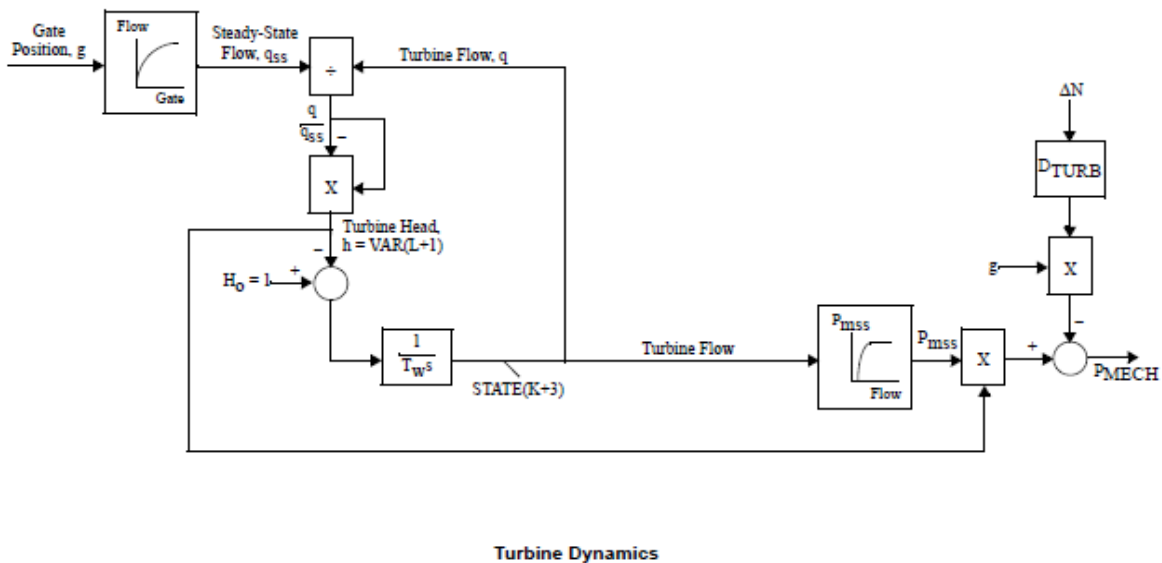 Gate
Position, g
Flow
Gate
Steady-State
Flow, qss
÷
Turbine Flow, q
q
qss
−
X
Turbine Head,
h = VAR(L+1)
−
Ho = 1
+
1
Tws
STATE(K+3)
Turbine Flow
Pmss
Flow
Pmss
X
ΔN
DTURB
g
X
−
+
PMECH
Turbine Dynamics